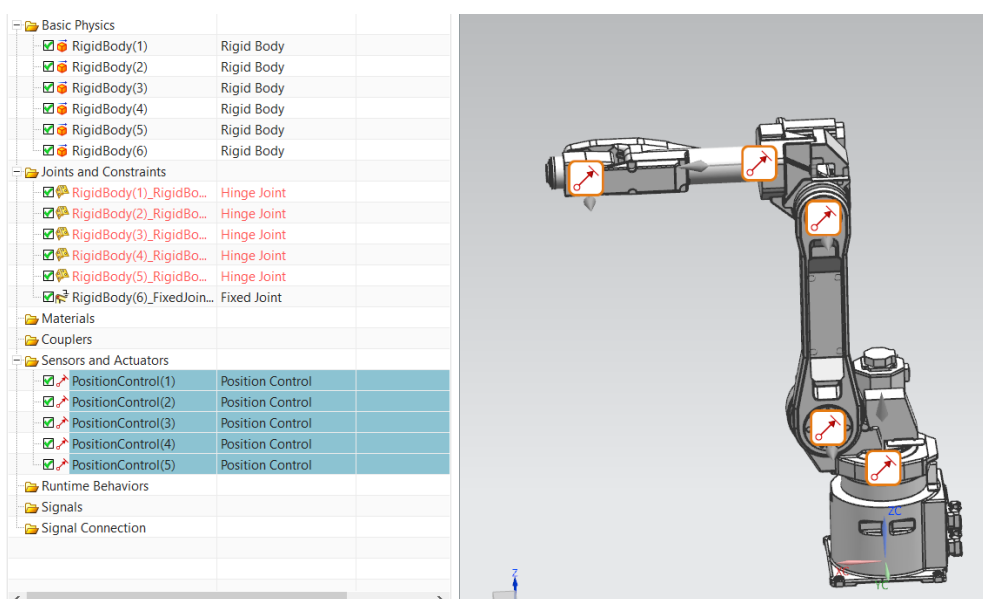 Basic Physics
RigidBody(1) Rigid Body
RigidBody(2) Rigid Body
RigidBody(3) Rigid Body
RigidBody(4) Rigid Body
RigidBody(5) Rigid Body
RigidBody(6) Rigid Body
Joints and Constraints
RigidBody(1)_RigidBo... Hinge Joint
RigidBody(2)_RigidBo... Hinge Joint
RigidBody(3)_RigidBo... Hinge Joint
RigidBody(4)_RigidBo... Hinge Joint
RigidBody(5)_RigidBo... Hinge Joint
RigidBody(6)_FixedJoin... Fixed Joint
Materials
Couplers
Sensors and Actuators
PositionControl(1) Position Control
PositionControl(2) Position Control
PositionControl(3) Position Control
PositionControl(4) Position Control
PositionControl(5) Position Control
Runtime Behaviors
Signals
Signal Connection
ZC
XC
YC
Z